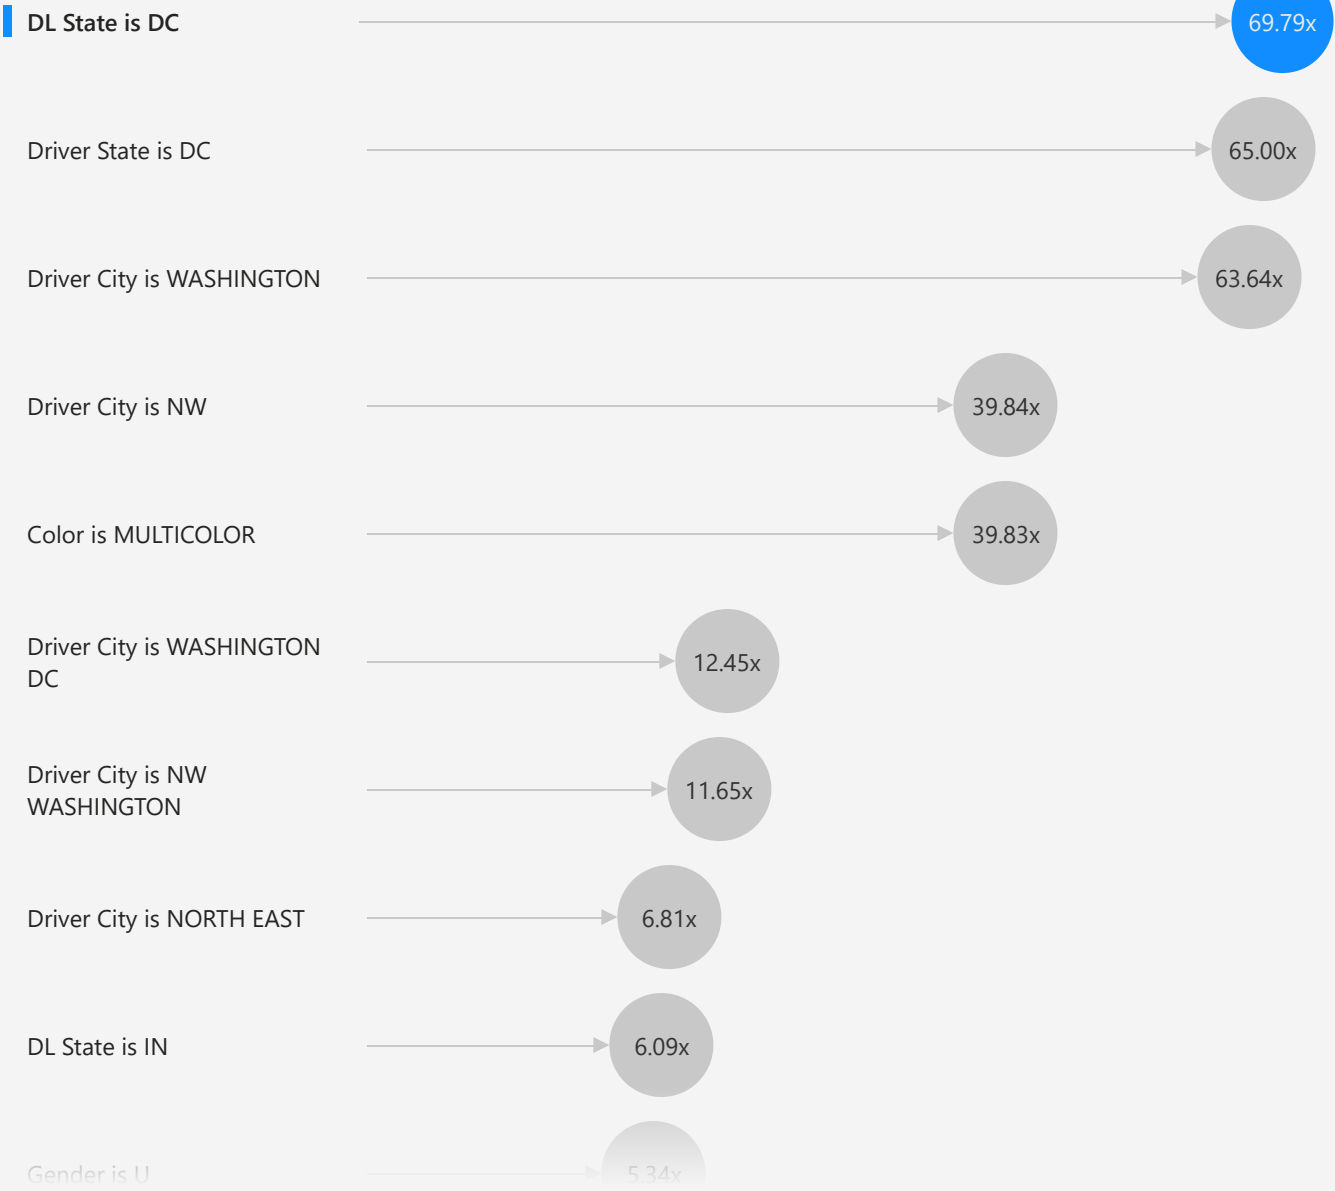 DL State is DC 69.79x
Driver State is DC 65.00x
Driver City is WASHINGTON 63.64x
Driver City is NW 39.84x
Color is MULTICOLOR 39.83x
Driver City is WASHINGTON
DC
12.45x
Driver City is NW
WASHINGTON
11.65x
Driver City is NORTH EAST 6.81x
DL State is IN 6.09x
Gender is U 5.34x